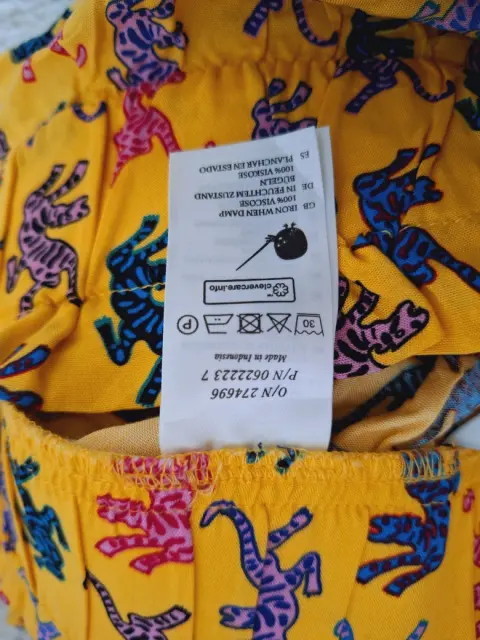 O/N 274696
P/N 0622223 7
Made in Indonesia
30 P
clevercare.info
GB IRON WHEN DAMP
100% VISCOSE
DE IN FEUCHTEM ZUSTAND
BÜGELN
100% VISKOSE
ES PLANCHAR EN ESTADO